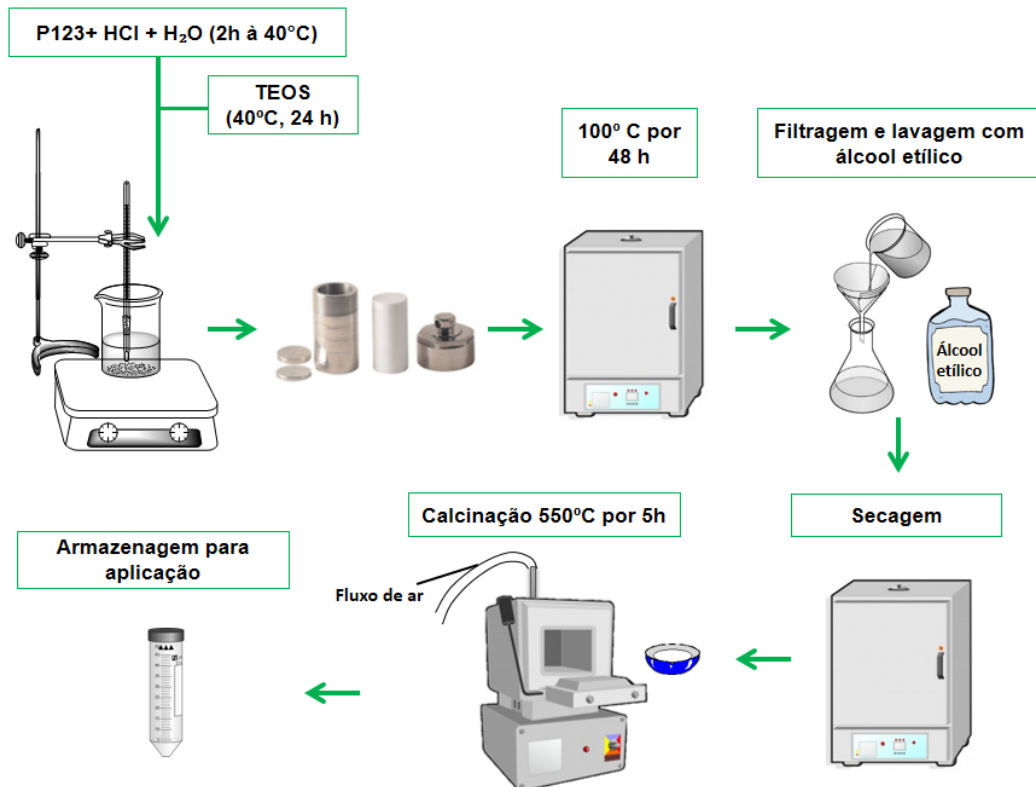 P123+ HCl + H₂O (2h à 40°C)
TEOS
(40ºC, 24 h)
100º C por
48 h
Filtragem e lavagem com
álcool etílico
Álcool
etílico
Secagem
Calcinação 550ºC por 5h
Fluxo de ar
Armazenagem para
aplicação